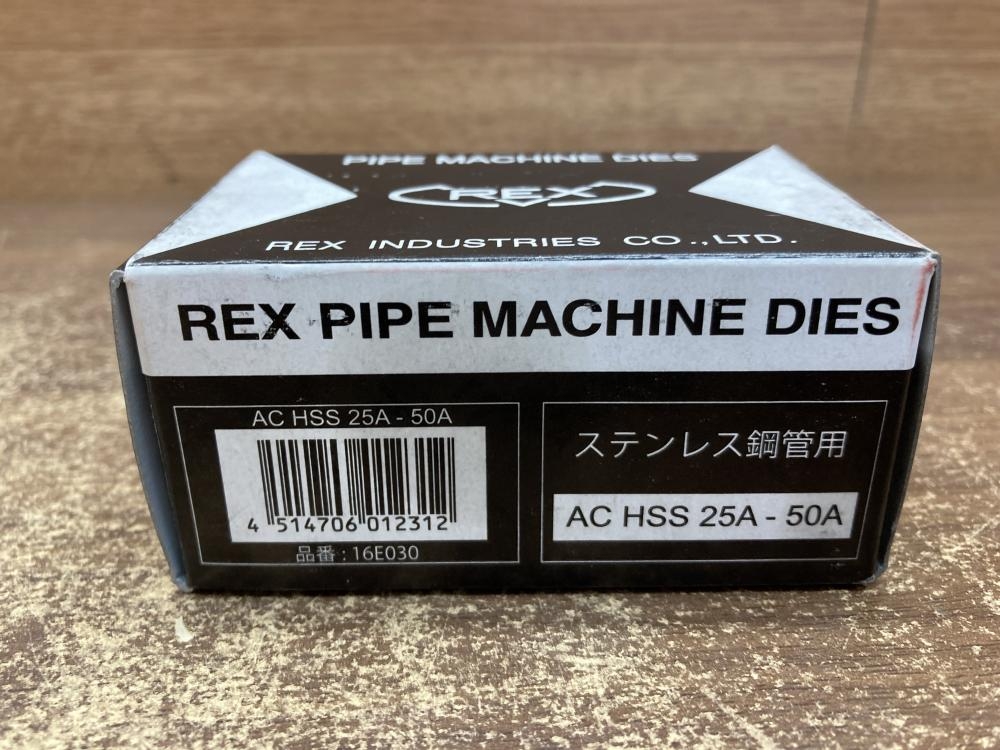 PIPE MACHINE DIES
REX
REX INDUSTRIES CO.,LTD.
REX PIPE MACHINE DIES
AC HSS 25A - 50A
4 514706 012312
品番 : 16E030
ステンレス鋼管用
AC HSS 25A - 50A